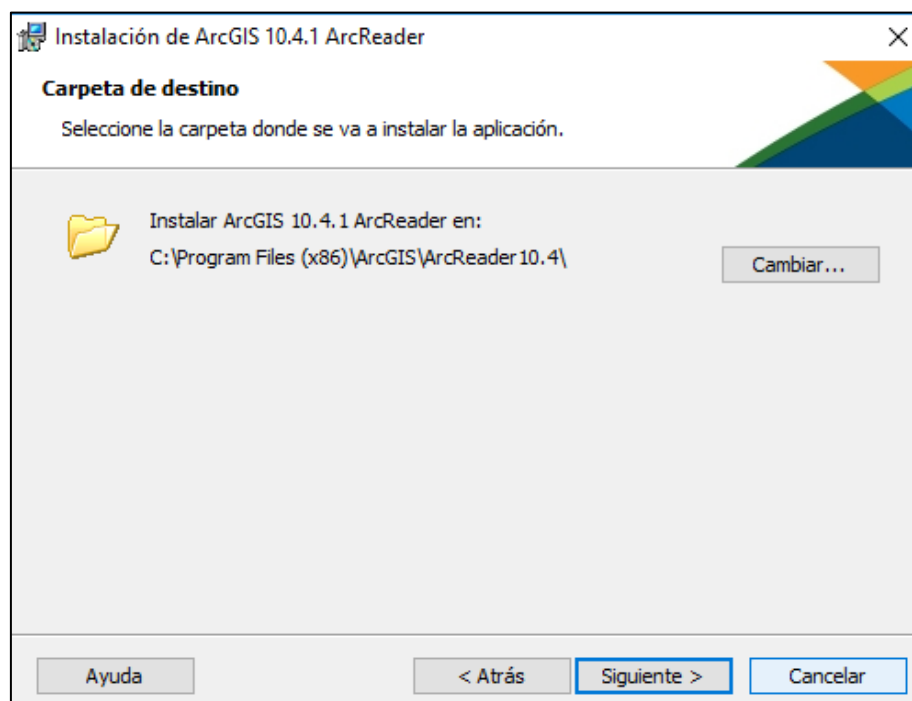 Instalación de ArcGIS 10.4.1 ArcReader
Carpeta de destino
Seleccione la carpeta donde se va a instalar la aplicación.
Instalar ArcGIS 10.4.1 ArcReader en:
C:\Program Files (x86)\ArcGIS\ArcReader10.4\
Cambiar...
Ayuda
< Atrás
Siguiente >
Cancelar